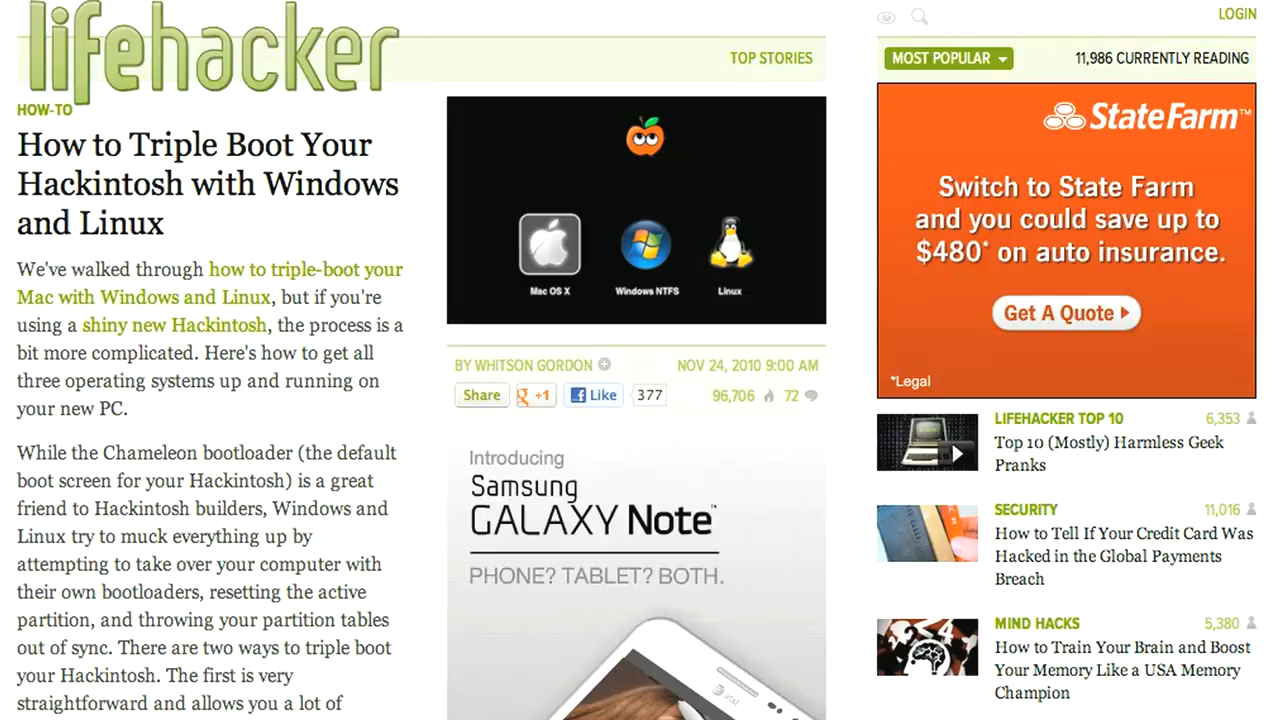 lifehacker
TOP STORIES
HOW-TO
How to Triple Boot Your
Hackintosh with Windows
and Linux
We've walked through how to triple-boot your
Mac with Windows and Linux, but if you're
using a shiny new Hackintosh, the process is a
bit more complicated. Here's how to get all
three operating systems up and running on
your new PC.
While the Chameleon bootloader (the default
boot screen for your Hackintosh) is a great
friend to Hackintosh builders, Windows and
Linux try to muck everything up by
attempting to take over your computer with
their own bootloaders, resetting the active
partition, and throwing your partition tables
out of sync. There are two ways to triple boot
your Hackintosh. The first is very
straightforward and allows you a lot of
Mac OS X Windows NTFS Linux
BY WHITSON GORDON NOV 24, 2010 9:00 AM
Share +1 Like 377 96,706 72
Introducing
Samsung
GALAXY Note™
PHONE? TABLET? BOTH.
at&t
LOGIN
MOST POPULAR 11,986 CURRENTLY READING
StateFarm™
Switch to State Farm
and you could save up to
$480* on auto insurance.
Get A Quote
*Legal
LIFEHACKER TOP 10 6,353
Top 10 (Mostly) Harmless Geek
Pranks
SECURITY 11,016
How to Tell If Your Credit Card Was
Hacked in the Global Payments
Breach
MIND HACKS 5,380
How to Train Your Brain and Boost
Your Memory Like a USA Memory
Champion